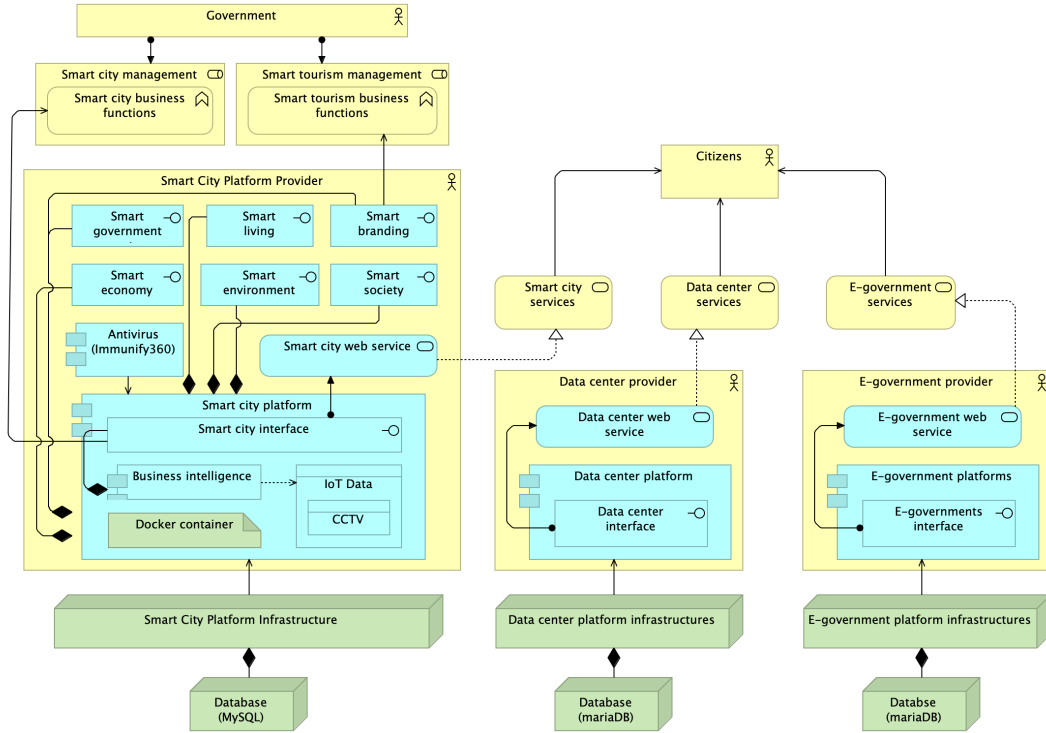 Government
Smart city management
Smart city business
functions
Smart tourism management
Smart tourism business
functions
Citizens
Smart City Platform Provider
Smart
government
Smart
living
Smart
branding
Smart
economy
Smart
environment
Smart
society
Antivirus
(Immunify360)
Smart city web service
Smart city platform
Smart city interface
Business intelligence
IoT Data
CCTV
Docker container
Smart city
services
Data center
services
E-government
services
Data center provider
Data center web
service
Data center platform
Data center
interface
E-government provider
E-government web
service
E-government platforms
E-governments
interface
Smart City Platform Infrastructure
Data center platform infrastructures
E-government platform infrastructures
Database
(MySQL)
Database
(mariaDB)
Databse
(mariaDB)